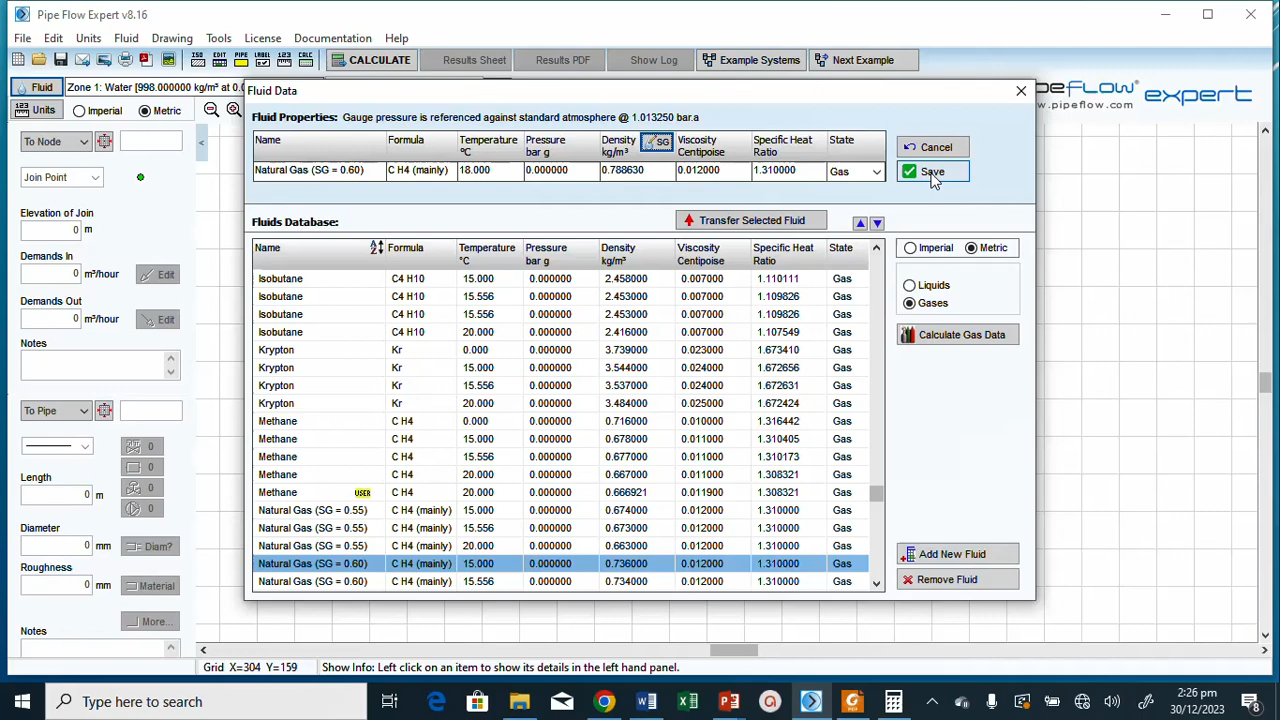 Pipe Flow Expert v8.16
File Edit Units Fluid Drawing Tools License Documentation Help
ISO EDIT PIPE LABEL 123 CALC CALCULATE Results Sheet Results PDF Show Log Example Systems Next Example
Fluid Zone 1: Water [998.000000 kg/m³ at 0.0
123 Units Imperial Metric
Fluid Data
peFLOW expert
www.pipeflow.com
Fluid Properties: Gauge pressure is referenced against standard atmosphere @ 1.013250 bar.a
Name Formula Temperature °C Pressure bar g Density kg/m³ SG Viscosity Centipoise Specific Heat Ratio State
Natural Gas (SG = 0.60) C H4 (mainly) 18.000 0.000000 0.788630 0.012000 1.310000 Gas
Cancel
Save
Fluids Database: Transfer Selected Fluid
Name Formula Temperature °C Pressure bar g Density kg/m³ Viscosity Centipoise Specific Heat Ratio State
Isobutane C4 H10 15.000 0.000000 2.458000 0.007000 1.110111 Gas
Isobutane C4 H10 15.556 0.000000 2.453000 0.007000 1.109826 Gas
Isobutane C4 H10 15.556 0.000000 2.453000 0.007000 1.109826 Gas
Isobutane C4 H10 20.000 0.000000 2.416000 0.007000 1.107549 Gas
Krypton Kr 0.000 0.000000 3.739000 0.023000 1.673410 Gas
Krypton Kr 15.000 0.000000 3.544000 0.024000 1.672656 Gas
Krypton Kr 15.556 0.000000 3.537000 0.024000 1.672631 Gas
Krypton Kr 20.000 0.000000 3.484000 0.025000 1.672424 Gas
Methane C H4 0.000 0.000000 0.716000 0.010000 1.316442 Gas
Methane C H4 15.000 0.000000 0.678000 0.011000 1.310405 Gas
Methane C H4 15.556 0.000000 0.677000 0.011000 1.310173 Gas
Methane C H4 20.000 0.000000 0.667000 0.011000 1.308321 Gas
Methane USER C H4 20.000 0.000000 0.666921 0.011900 1.308321 Gas
Natural Gas (SG = 0.55) C H4 (mainly) 15.000 0.000000 0.674000 0.012000 1.310000 Gas
Natural Gas (SG = 0.55) C H4 (mainly) 15.556 0.000000 0.673000 0.012000 1.310000 Gas
Natural Gas (SG = 0.55) C H4 (mainly) 20.000 0.000000 0.663000 0.012000 1.310000 Gas
Natural Gas (SG = 0.60) C H4 (mainly) 15.000 0.000000 0.736000 0.012000 1.310000 Gas
Natural Gas (SG = 0.60) C H4 (mainly) 15.556 0.000000 0.734000 0.012000 1.310000 Gas
Imperial Metric
Liquids
Gases
Calculate Gas Data
Add New Fluid
Remove Fluid
To Node
Join Point
Elevation of Join
0 m
Demands In
0 m³/hour Edit
Demands Out
0 m³/hour Edit
Notes
To Pipe
0
0
Length
0 m 0
0
Diameter
0 mm Diam?
Roughness
0 mm Material
More...
Notes
Grid X=304 Y=159 Show Info: Left click on an item to show its details in the left hand panel.
Type here to search
2:26 pm
30/12/2023
8